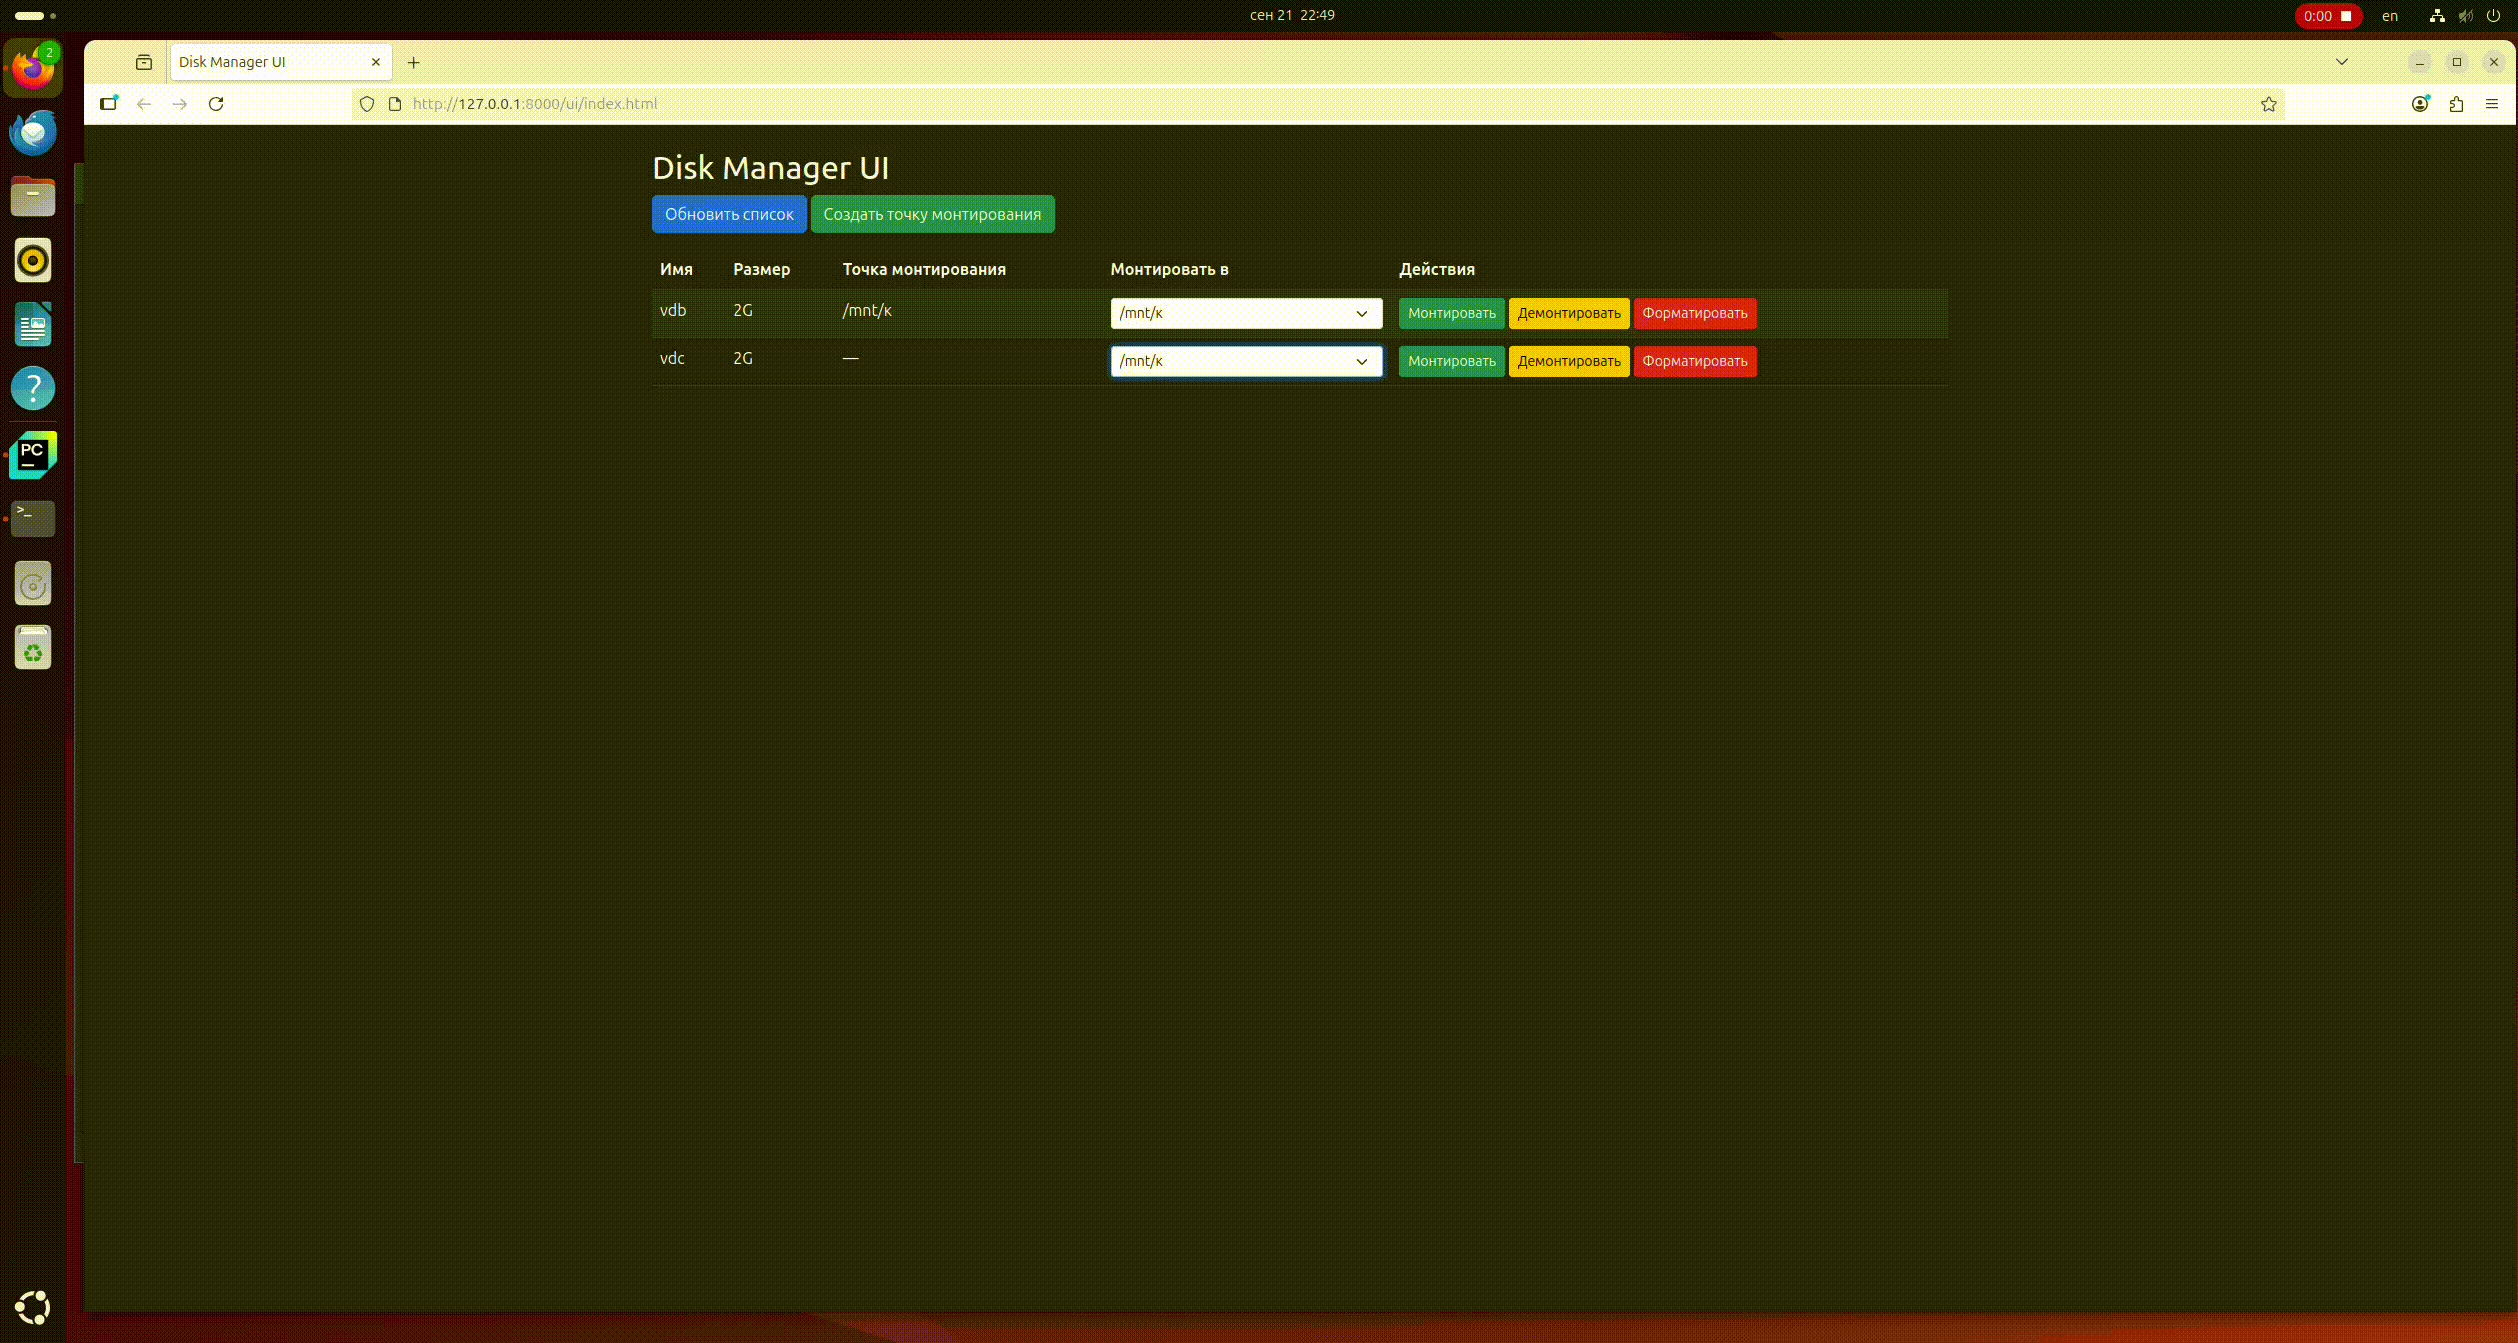 сен 21 22:49
0:00
en
2
Disk Manager UI
http://127.0.0.1:8000/ui/index.html
Disk Manager UI
Обновить список Создать точку монтирования
Имя Размер Точка монтирования Монтировать в Действия
vdb 2G /mnt/к /mnt/к Монтировать Демонтировать Форматировать
vdc 2G — /mnt/к Монтировать Демонтировать Форматировать
?
PC
>_